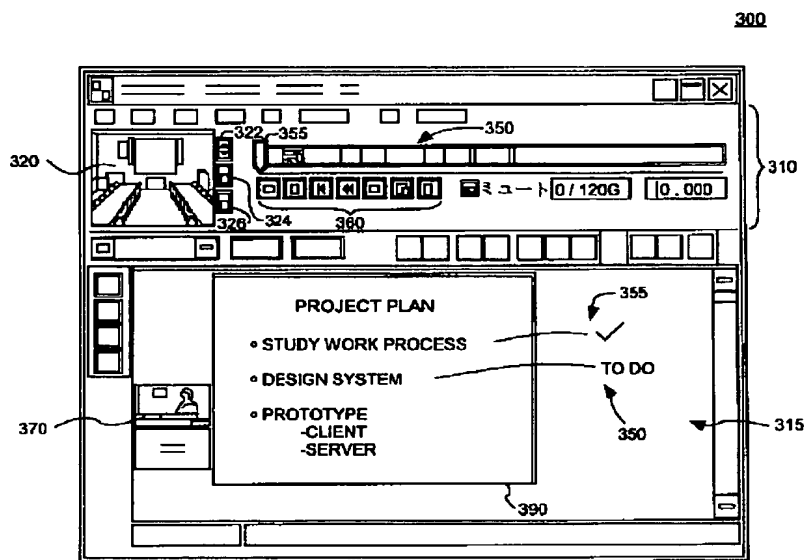 300
322 355 350
320
310
ミュート 0 / 120G 0.000
326 324 360
PROJECT PLAN
355
STUDY WORK PROCESS
DESIGN SYSTEM TO DO
PROTOTYPE
370 350 315
-CLIENT
-SERVER
390